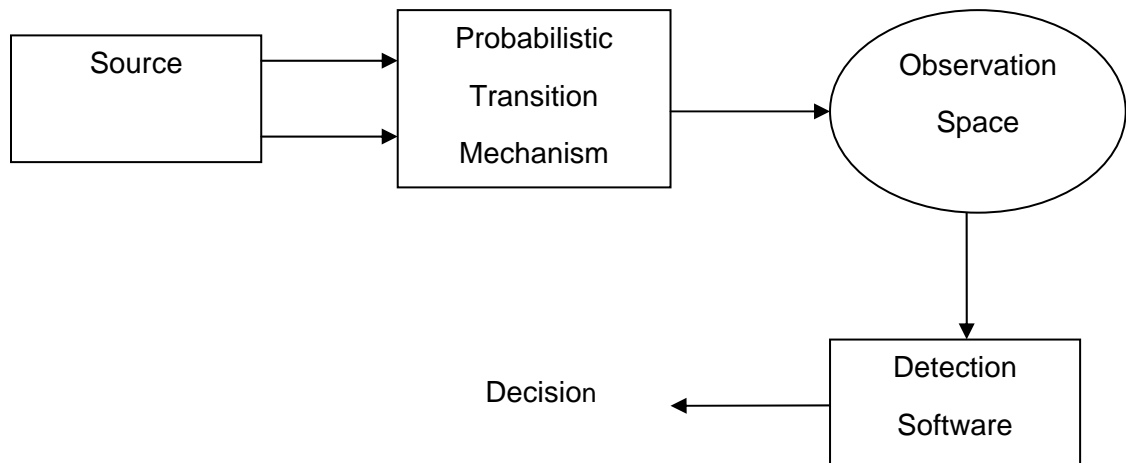 Source
Probabilistic
Transition
Mechanism
Observation
Space
Detection
Software
Decision